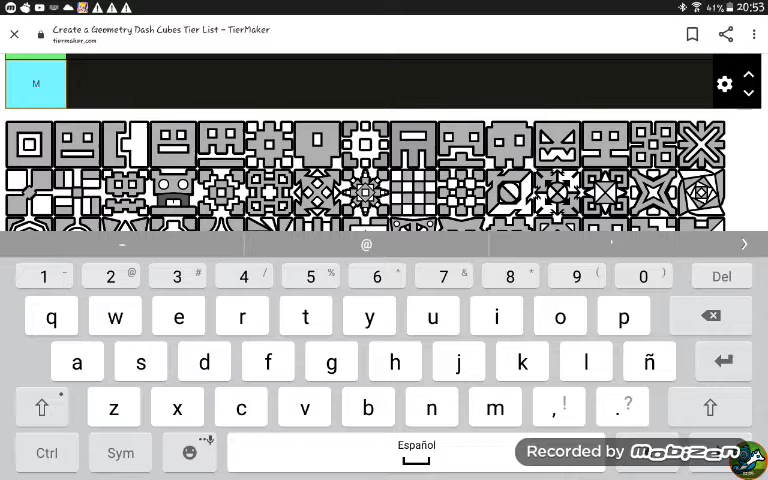 41% 20:53
Create a Geometry Dash Cubes Tier List - TierMaker
tiermaker.com
M
- @ '
1 - 2 @ 3 # 4 / 5 % 6 ^ 7 & 8 * 9 ( 0 ) Del
q w e r t y u i o p
a s d f g h j k l ñ
z x c v b n m , ! . ?
Ctrl Sym Español
Recorded by Mobizen